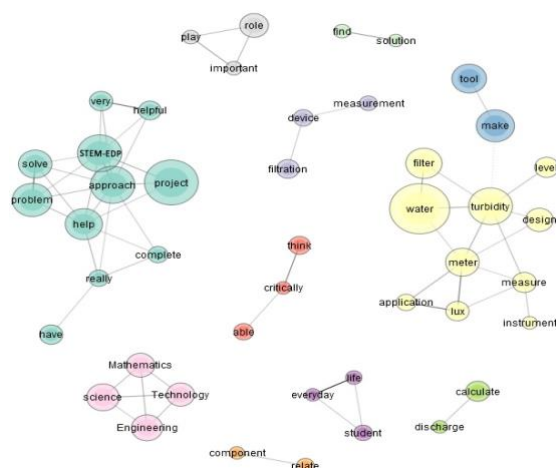 role
play
important
find
solution
tool
make
measurement
device
filtration
very
helpful
STEM-EDP
solve
approach
project
problem
help
complete
really
have
filter
level
water
turbidity
design
meter
measure
application
lux
instrument
think
critically
able
Mathematics
science
Technology
Engineering
life
everyday
student
calculate
discharge
component
relate